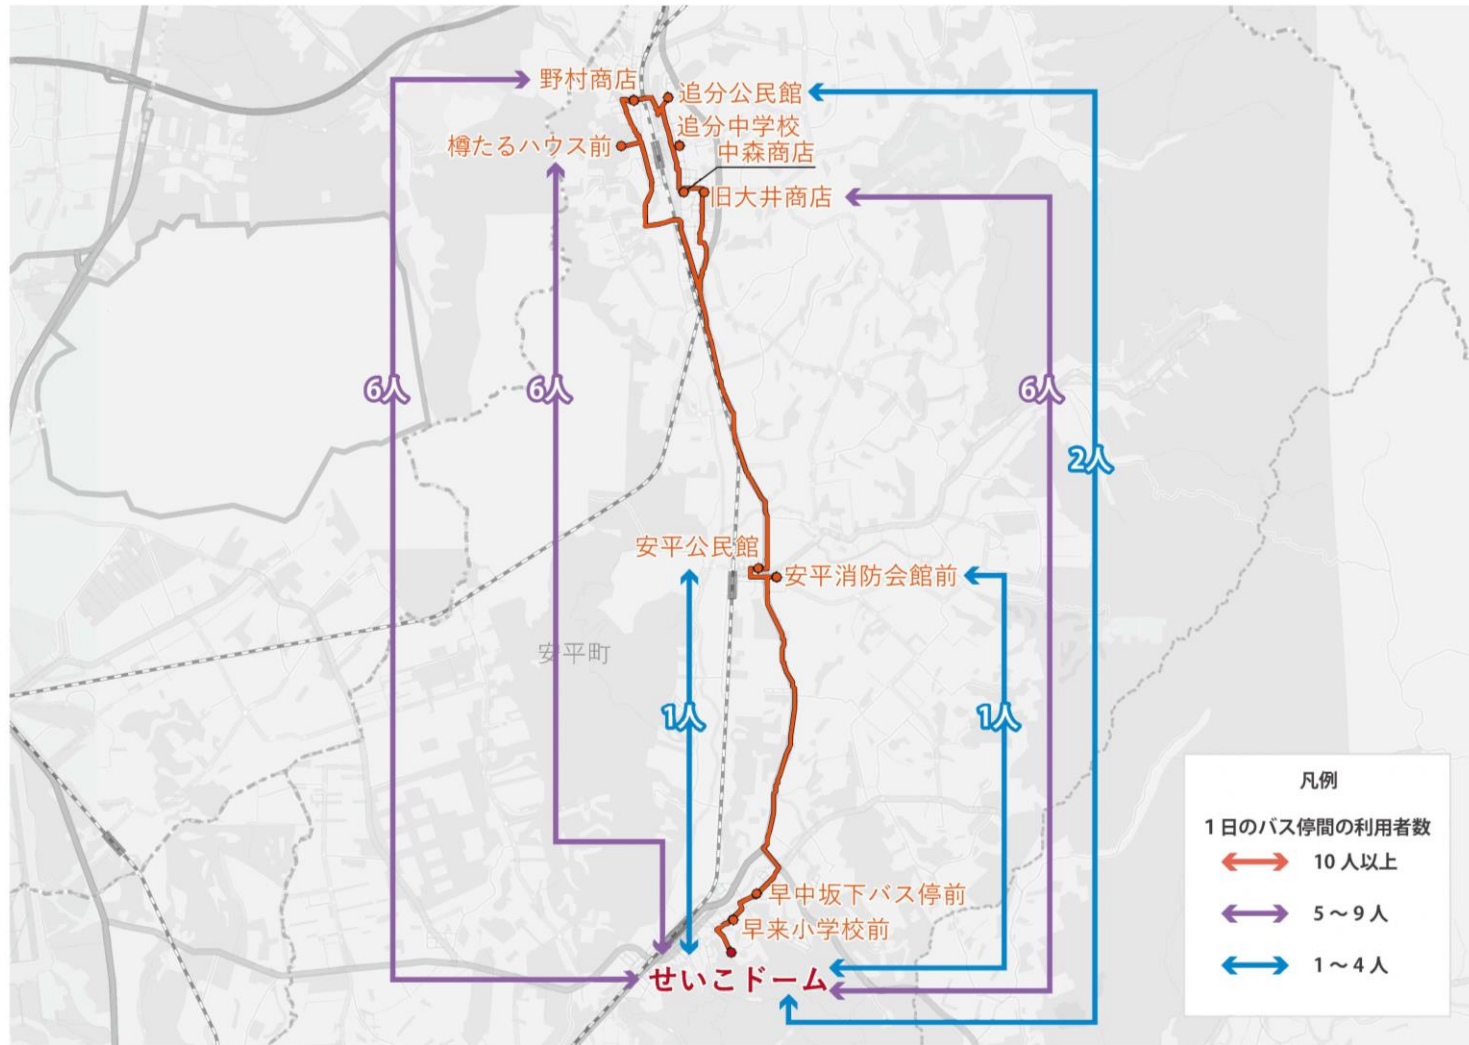 野村商店
追分公民館
追分中学校
樽たるハウス前
中森商店
旧大井商店
6人
6人
6人
2人
安平公民館
安平消防会館前
安平町
1人
1人
早中坂下バス停前
早来小学校前
せいこドーム
凡例
1日のバス停間の利用者数
10人以上
5～9人
1～4人